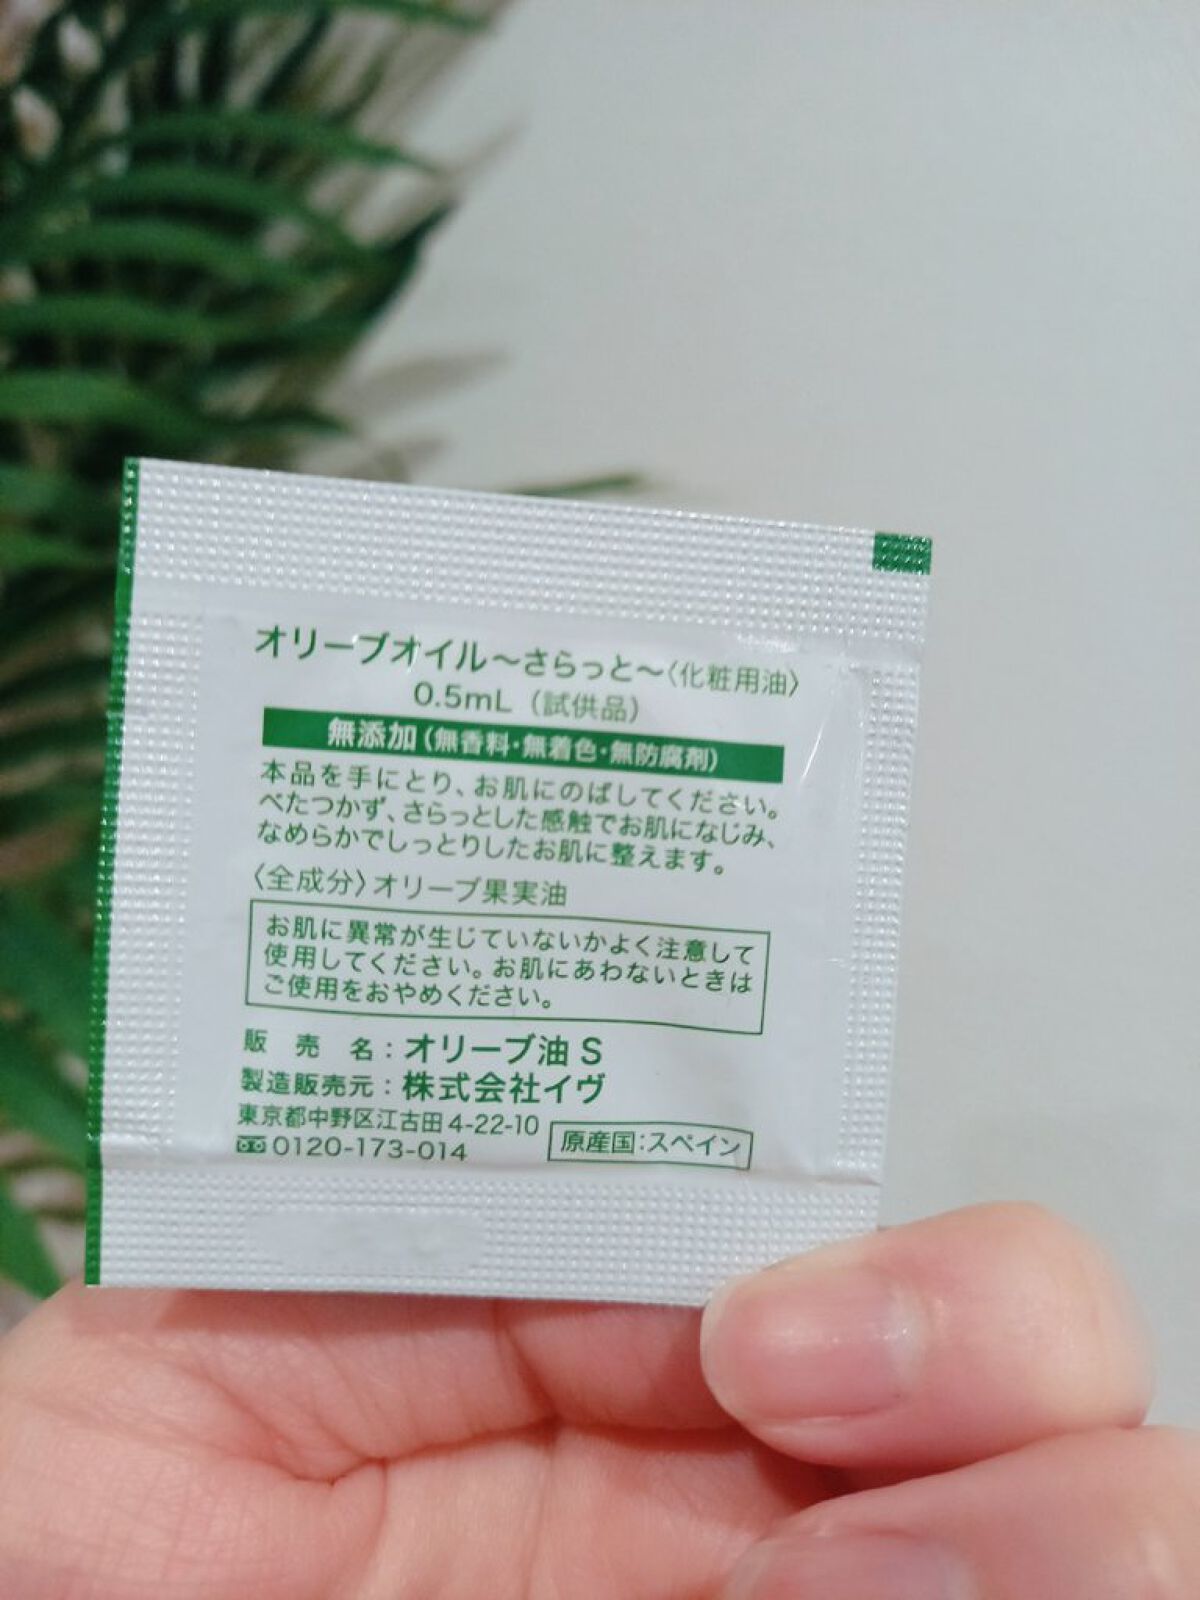 オリーブオイル〜さらっと〜〈化粧用油〉
0.5mL（試供品）
無添加（無香料・無着色・無防腐剤）
本品を手にとり、お肌にのばしてください。
べたつかず、さらっとした感触でお肌になじみ、
なめらかでしっとりしたお肌に整えます。
〈全成分〉オリーブ果実油
お肌に異常が生じていないかよく注意して
使用してください。お肌にあわないときは
ご使用をおやめください。
販売名：オリーブ油 S
製造販売元：株式会社イヴ
東京都中野区江古田4-22-10
0120-173-014
原産国：スペイン